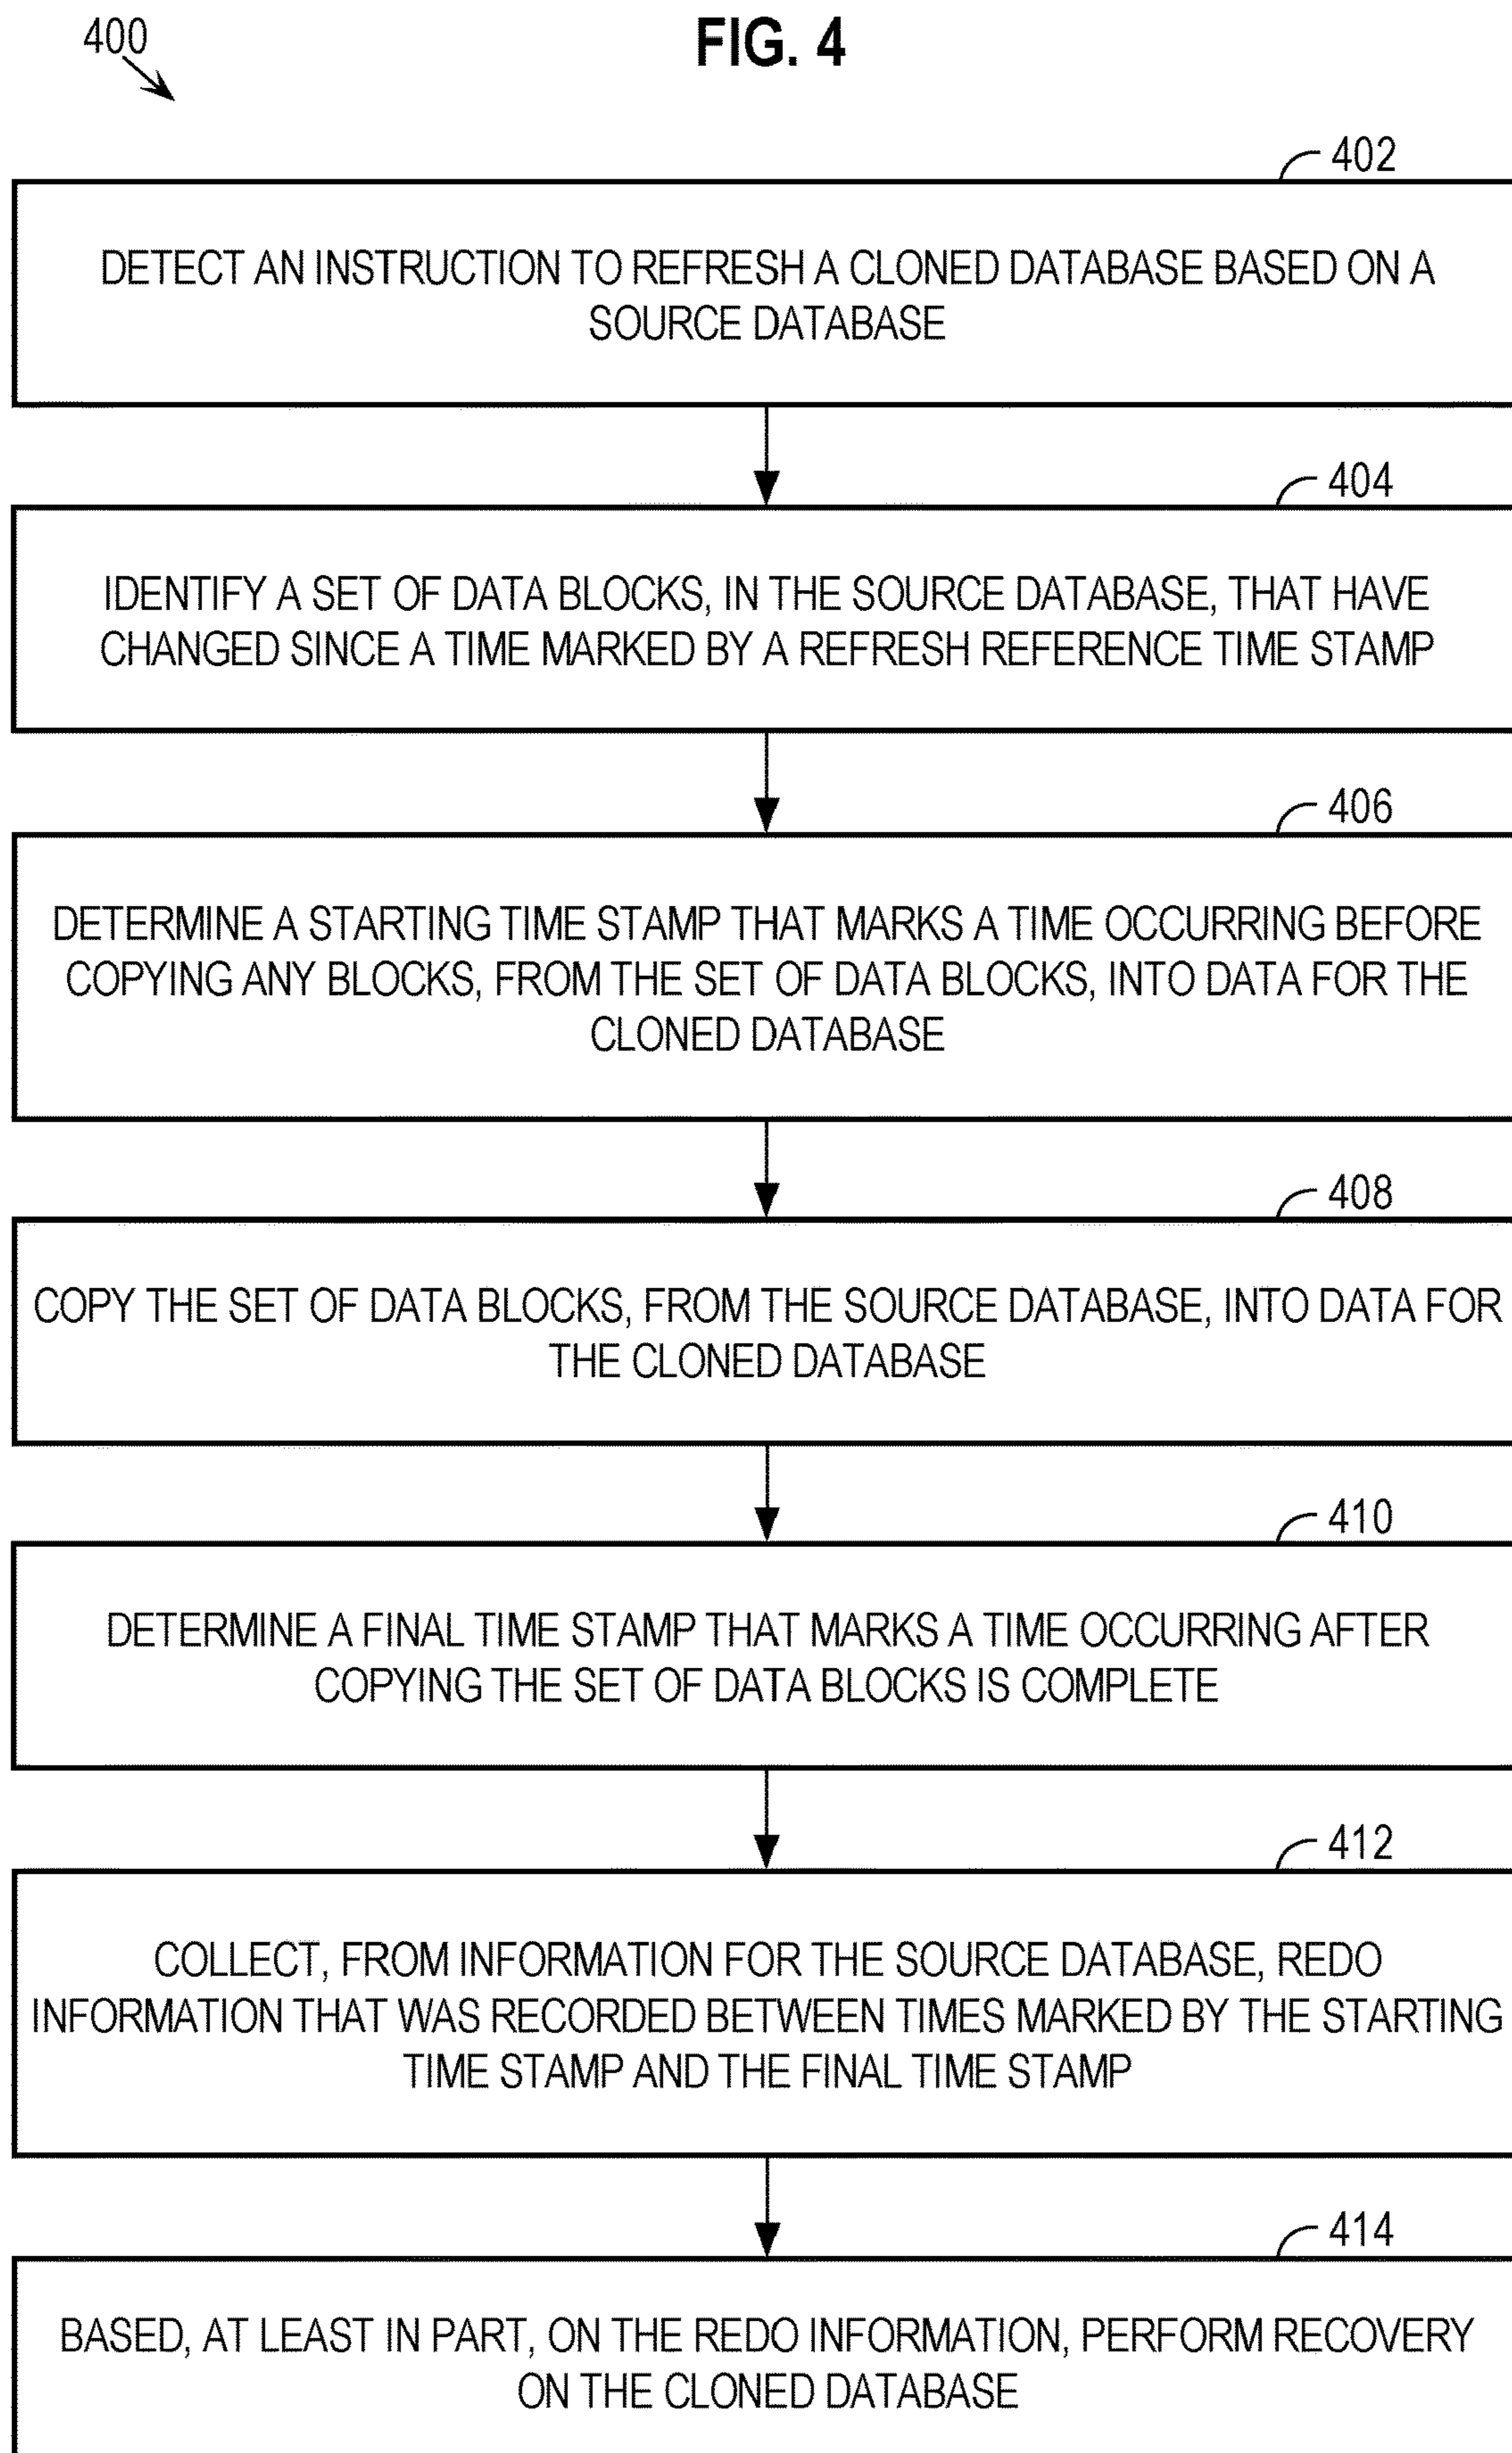 400
FIG. 4
402
DETECT AN INSTRUCTION TO REFRESH A CLONED DATABASE BASED ON A
SOURCE DATABASE
404
IDENTIFY A SET OF DATA BLOCKS, IN THE SOURCE DATABASE, THAT HAVE
CHANGED SINCE A TIME MARKED BY A REFRESH REFERENCE TIME STAMP
406
DETERMINE A STARTING TIME STAMP THAT MARKS A TIME OCCURRING BEFORE
COPYING ANY BLOCKS, FROM THE SET OF DATA BLOCKS, INTO DATA FOR THE
CLONED DATABASE
408
COPY THE SET OF DATA BLOCKS, FROM THE SOURCE DATABASE, INTO DATA FOR
THE CLONED DATABASE
410
DETERMINE A FINAL TIME STAMP THAT MARKS A TIME OCCURRING AFTER
COPYING THE SET OF DATA BLOCKS IS COMPLETE
412
COLLECT, FROM INFORMATION FOR THE SOURCE DATABASE, REDO
INFORMATION THAT WAS RECORDED BETWEEN TIMES MARKED BY THE STARTING
TIME STAMP AND THE FINAL TIME STAMP
414
BASED, AT LEAST IN PART, ON THE REDO INFORMATION, PERFORM RECOVERY
ON THE CLONED DATABASE